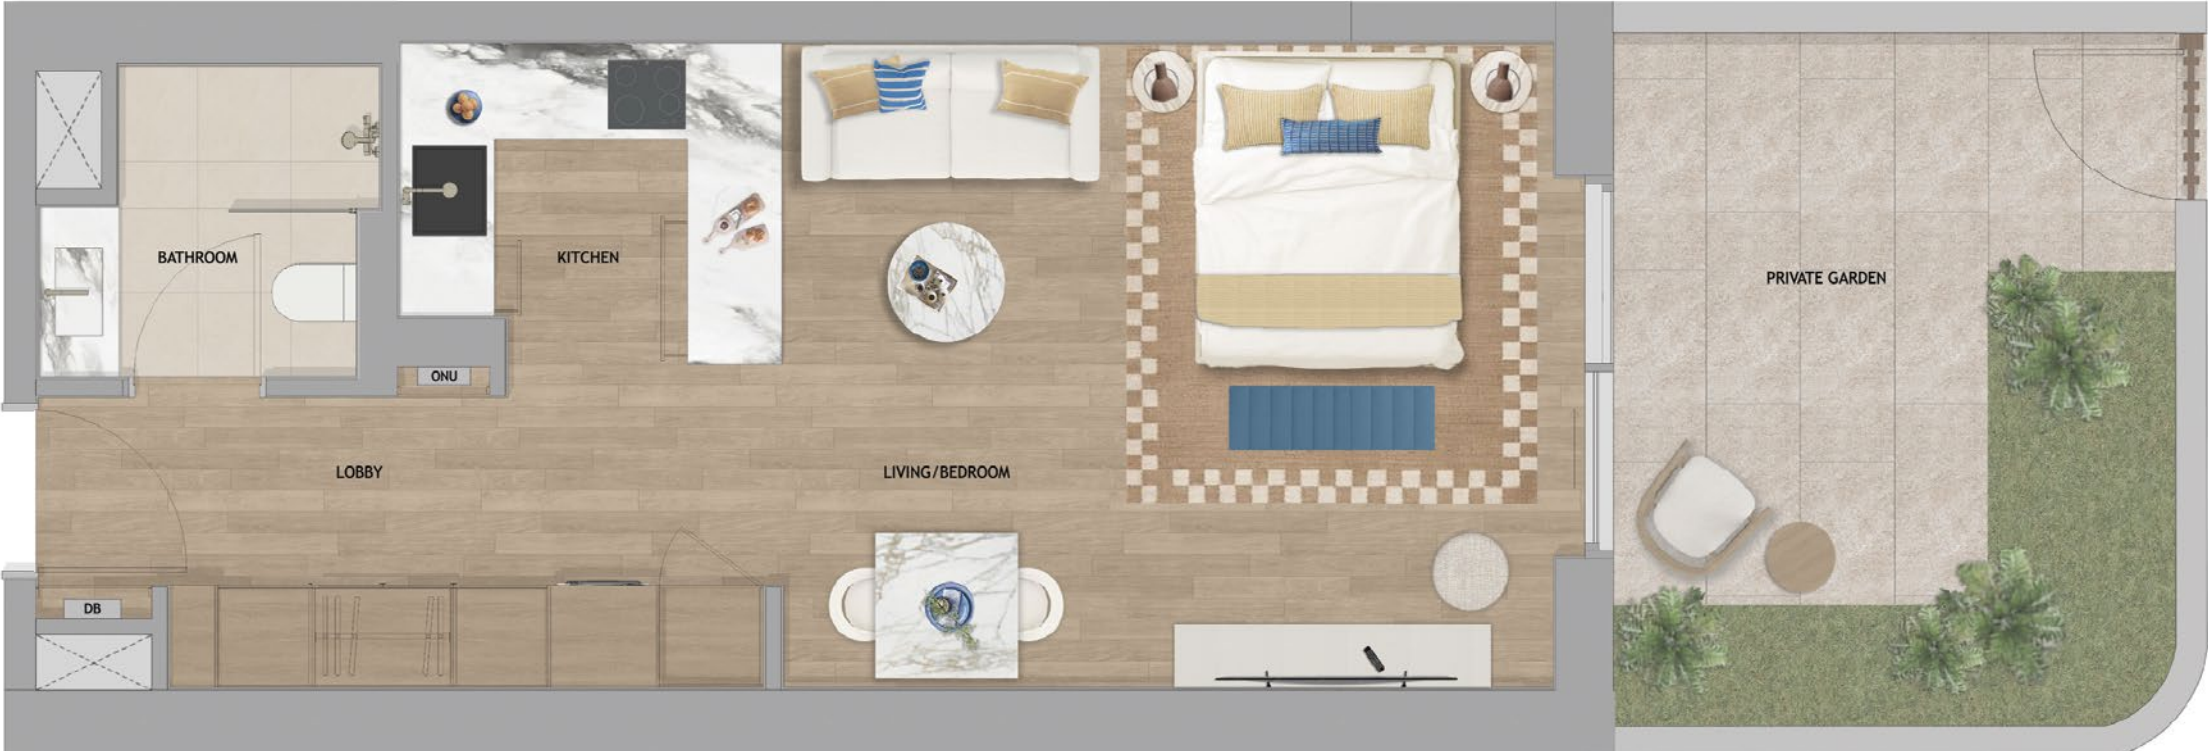 BATHROOM
KITCHEN
PRIVATE GARDEN
ONU
LOBBY
LIVING/BEDROOM
DB